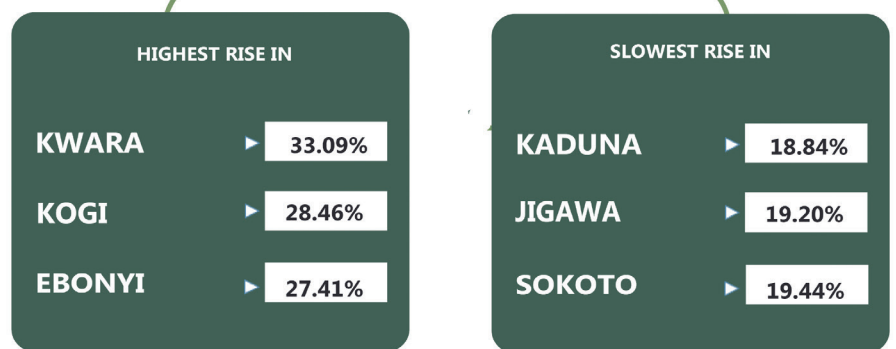 HIGHEST RISE IN
KWARA 33.09%
KOGI 28.46%
EBONYI 27.41%
SLOWEST RISE IN
KADUNA 18.84%
JIGAWA 19.20%
SOKOTO 19.44%